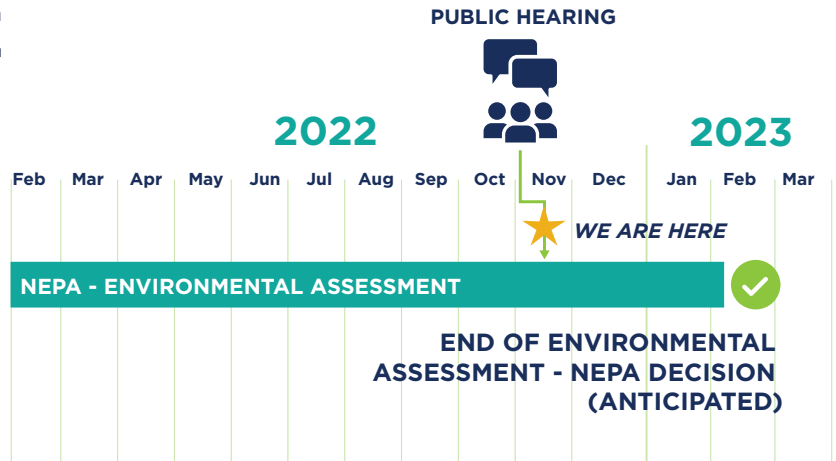 PUBLIC HEARING
2022
2023
Feb Mar Apr May Jun Jul Aug Sep Oct Nov Dec Jan Feb Mar
WE ARE HERE
NEPA - ENVIRONMENTAL ASSESSMENT
END OF ENVIRONMENTAL
ASSESSMENT - NEPA DECISION
(ANTICIPATED)